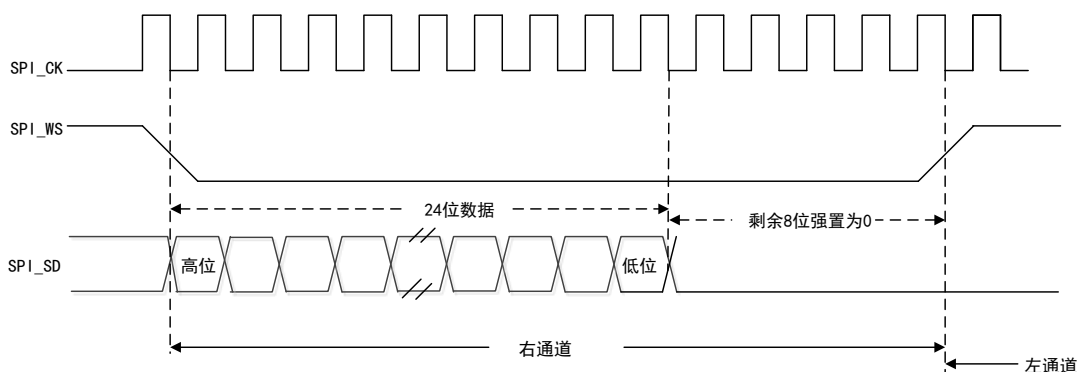 SPI_CK
SPI_WS
24位数据
剩余8位强置为0
SPI_SD
高位
低位
右通道
左通道